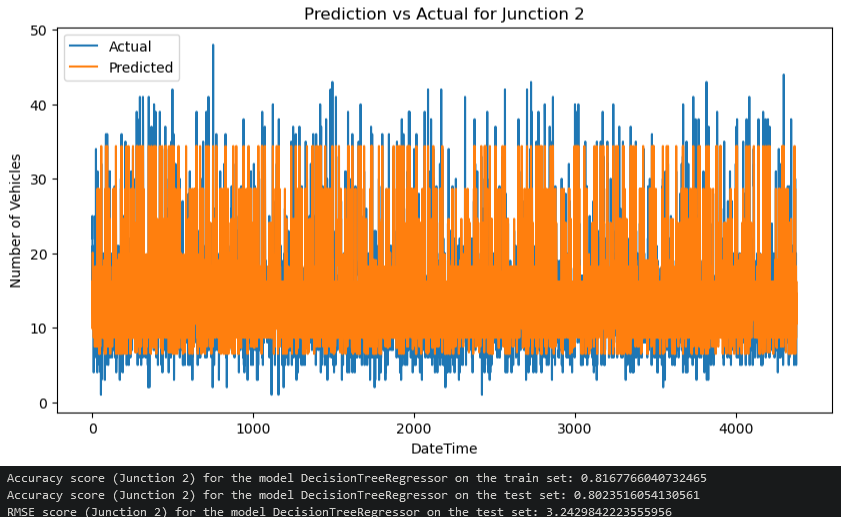 Prediction vs Actual for Junction 2
Actual
Predicted
50
40
30
20
10
0
Number of Vehicles
0 1000 2000 3000 4000
DateTime
Accuracy score (Junction 2) for the model DecisionTreeRegressor on the train set: 0.8167766040732465
Accuracy score (Junction 2) for the model DecisionTreeRegressor on the test set: 0.8023516054130561
RMSE score (Junction 2) for the model DecisionTreeRegressor on the test set: 3.2429842223555956